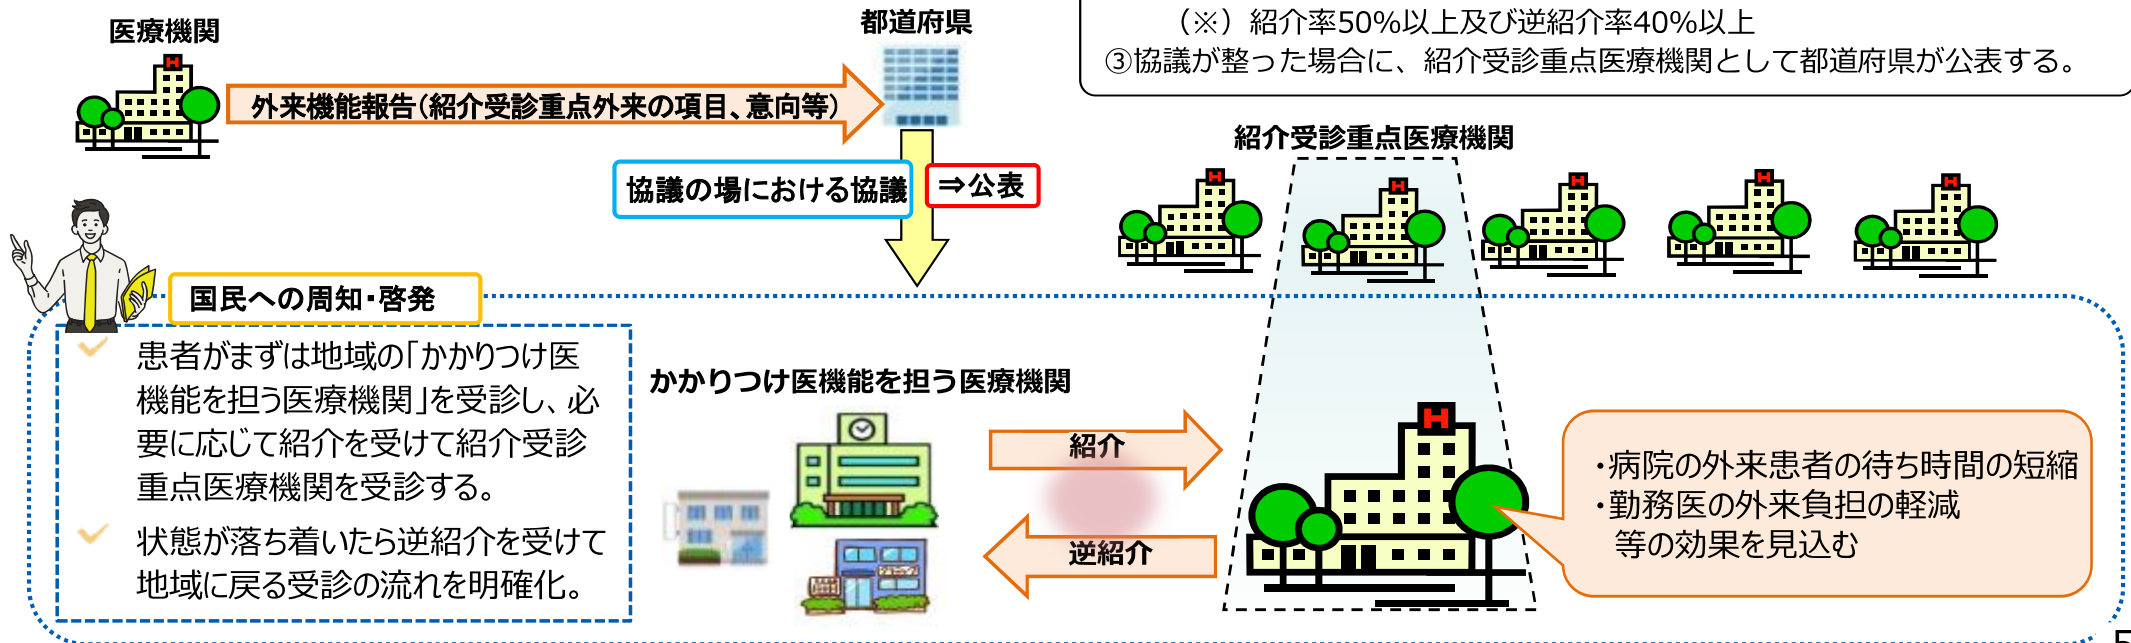 医療機関
都道府県
（※）紹介率50%以上及び逆紹介率40%以上
③協議が整った場合に、紹介受診重点医療機関として都道府県が公表する。
外来機能報告（紹介受診重点外来の項目、意向等）
協議の場における協議
⇒公表
紹介受診重点医療機関
国民への周知・啓発
患者がまずは地域の「かかりつけ医
機能を担う医療機関」を受診し、必
要に応じて紹介を受けて紹介受診
重点医療機関を受診する。
状態が落ち着いたら逆紹介を受けて
地域に戻る受診の流れを明確化。
かかりつけ医機能を担う医療機関
紹介
逆紹介
・病院の外来患者の待ち時間の短縮
・勤務医の外来負担の軽減
等の効果を見込む